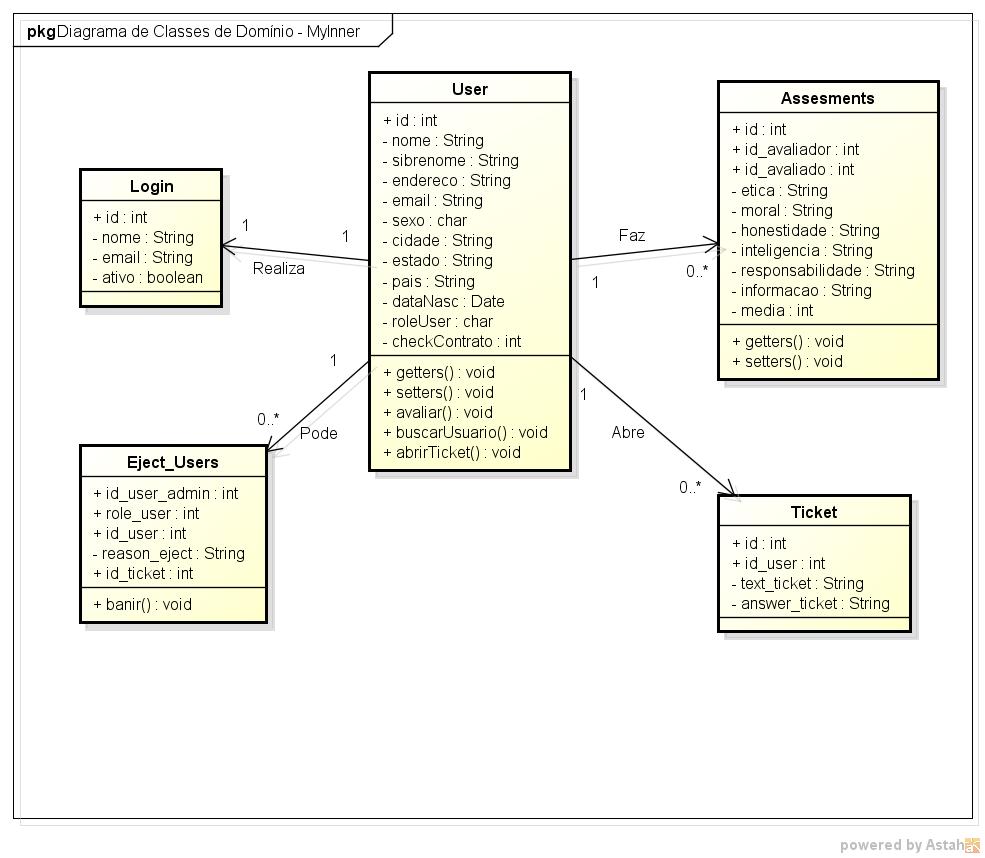 pkg Diagrama de Classes de Domínio - MyInner
User
+ id : int
- nome : String
- sibrenome : String
- endereco : String
- email : String
- sexo : char
- cidade : String
- estado : String
- pais : String
- dataNasc : Date
- roleUser : char
- checkContrato : int
+ getters() : void
+ setters() : void
+ avaliar() : void
+ buscarUsuario() : void
+ abrirTicket() : void
Assesments
+ id : int
+ id_avaliador : int
+ id_avaliado : int
- etica : String
- moral : String
- honestidade : String
- inteligencia : String
- responsabilidade : String
- informacao : String
- media : int
+ getters() : void
+ setters() : void
Login
+ id : int
- nome : String
- email : String
- ativo : boolean
1
1
Realiza
Faz
1
0..*
1
0..*
Pode
1
Abre
0..*
Eject_Users
+ id_user_admin : int
+ role_user : int
+ id_user : int
- reason_eject : String
+ id_ticket : int
+ banir() : void
Ticket
+ id : int
+ id_user : int
- text_ticket : String
- answer_ticket : String
powered by Astah